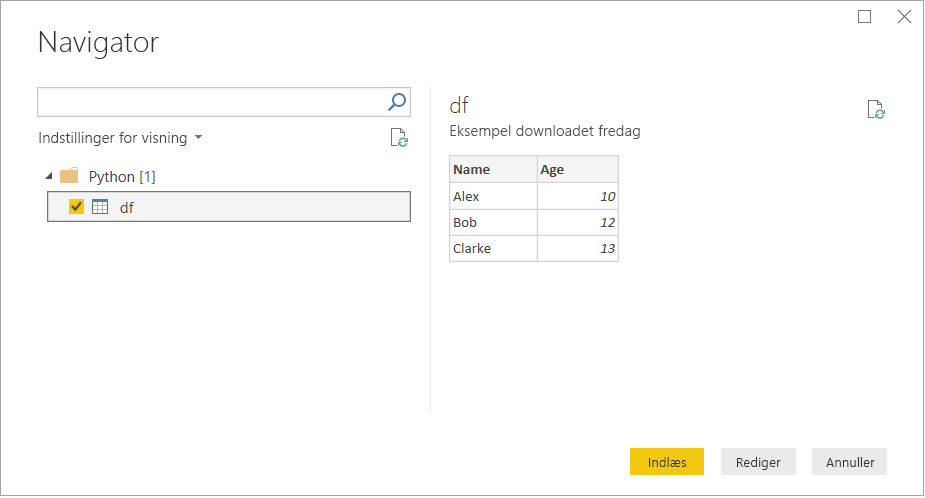 Navigator
Indstillinger for visning
Python [1]
df
df
Eksempel downloadet fredag
Name Age
Alex 10
Bob 12
Clarke 13
Indlæs Rediger Annuller